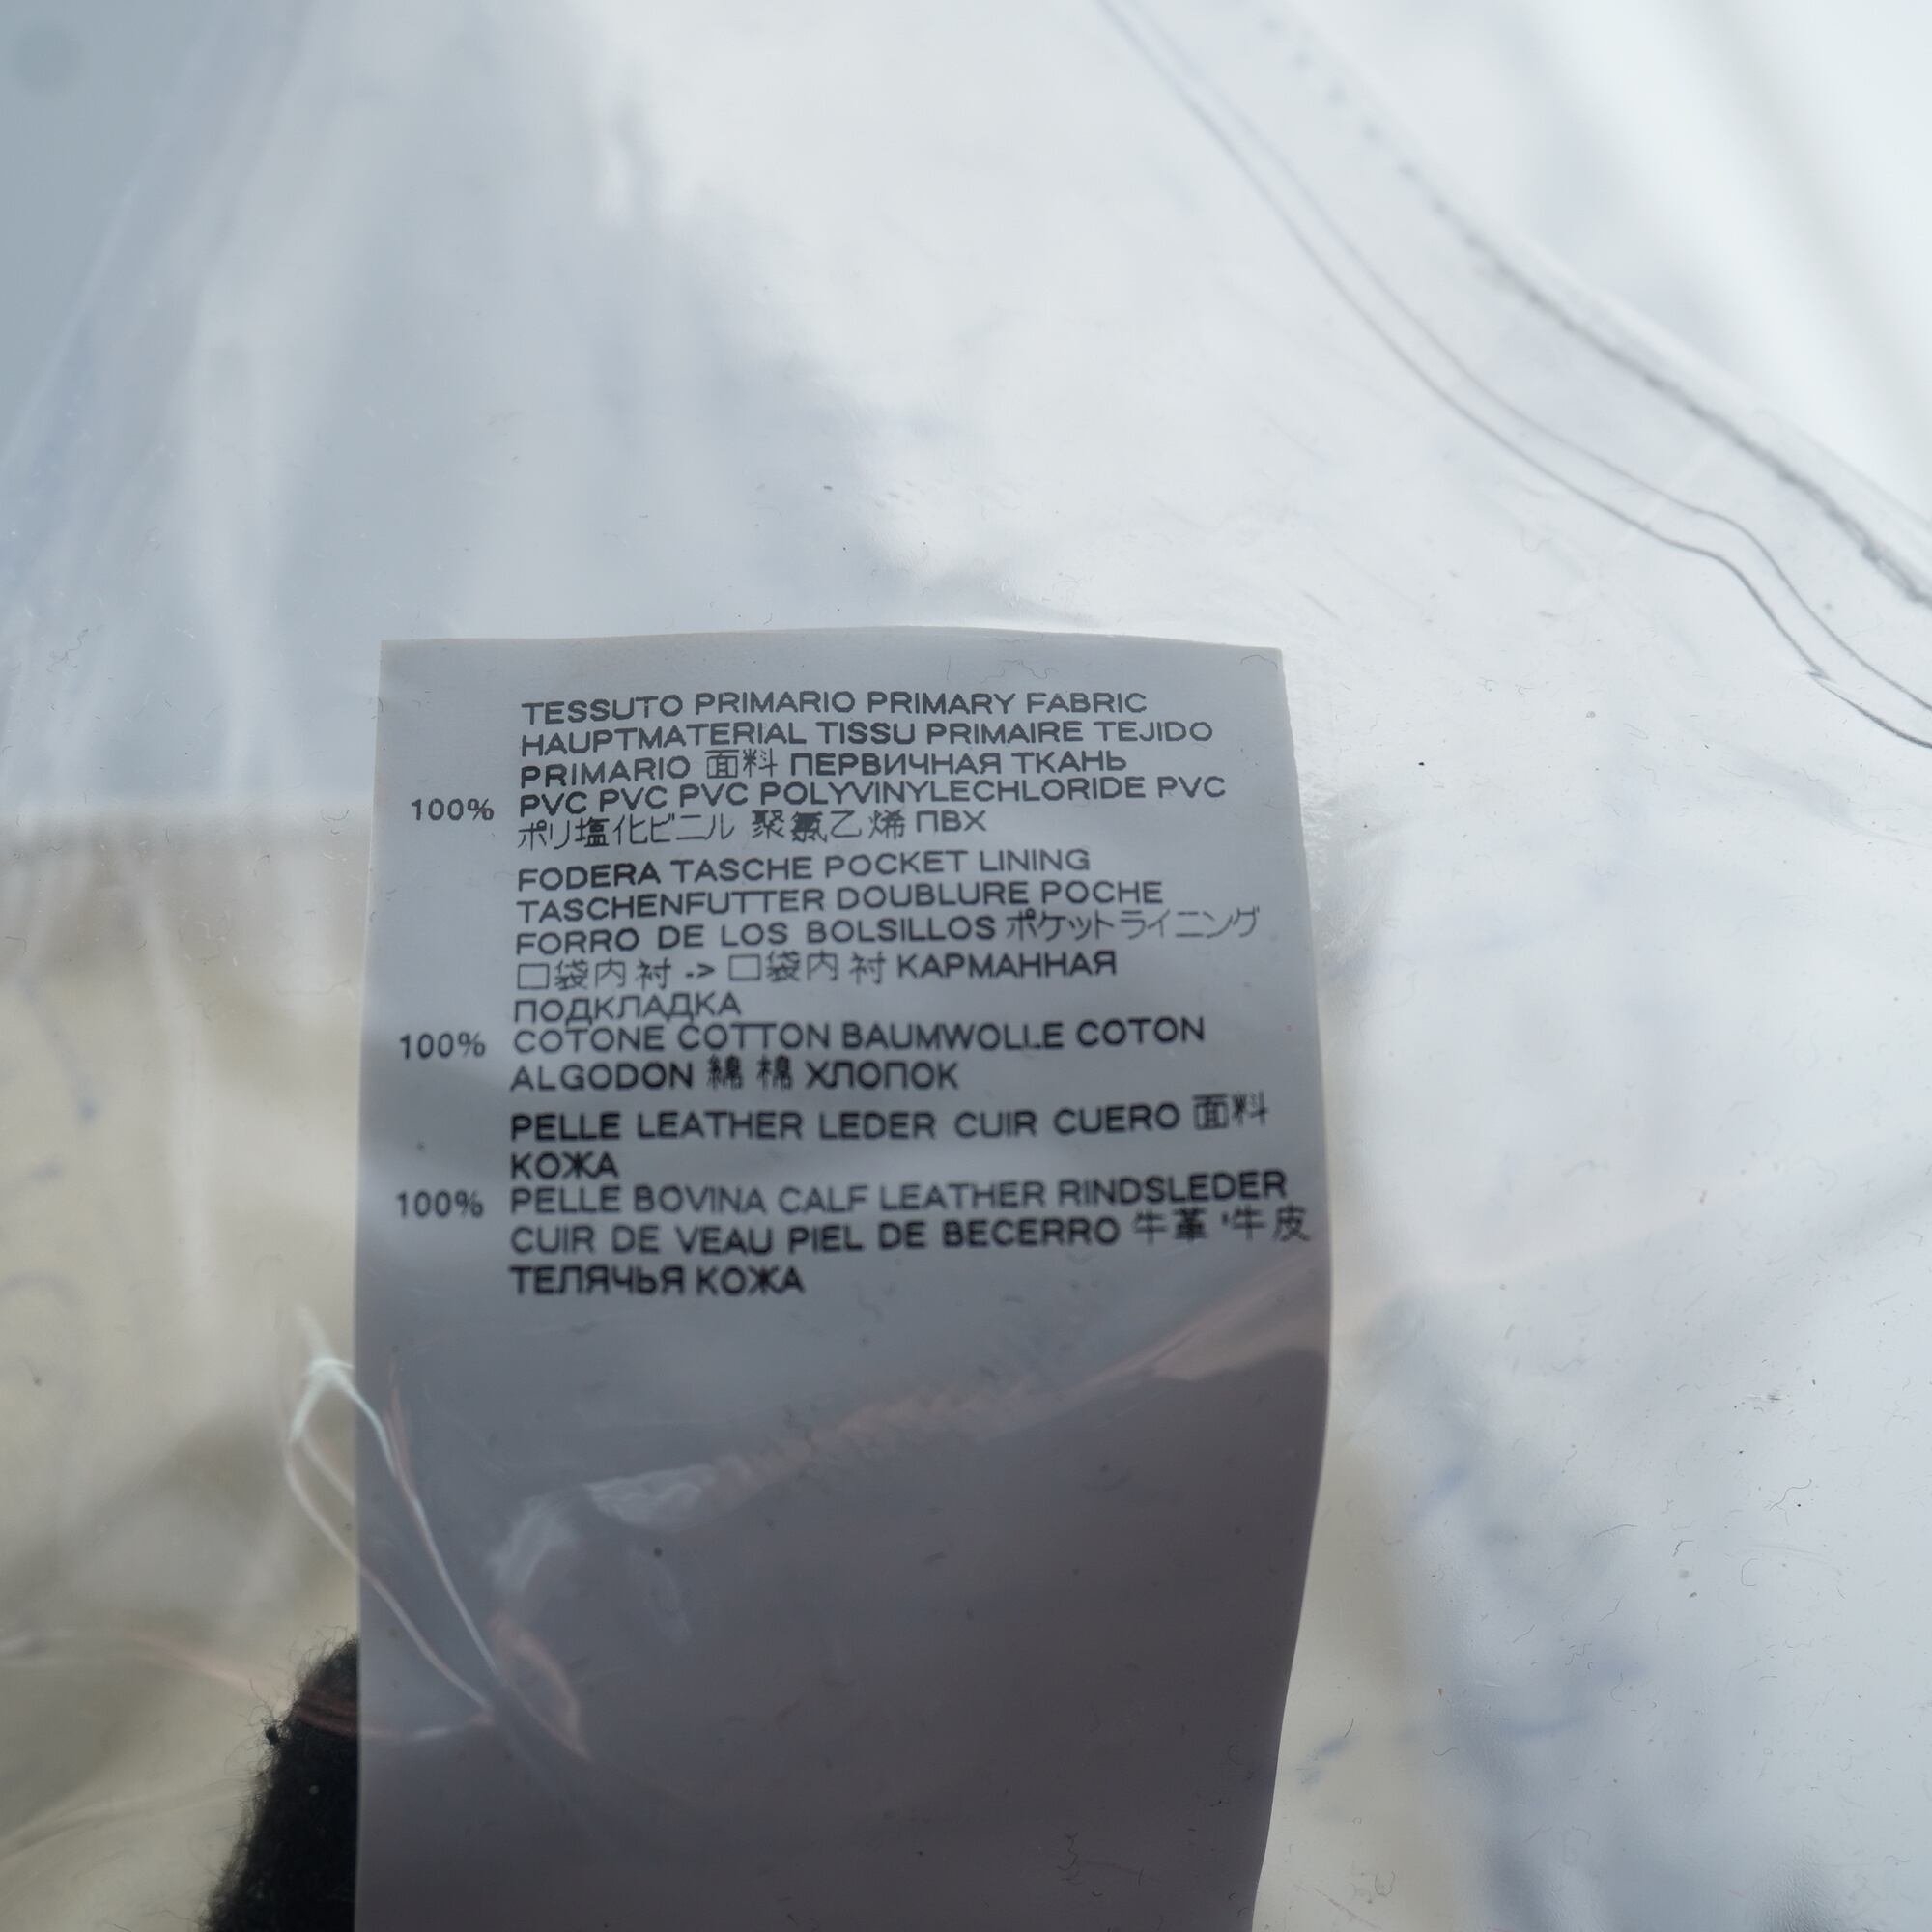 TESSUTO PRIMARIO PRIMARY FABRIC
HAUPTMATERIAL TISSU PRIMAIRE TEJIDO
PRIMARIO 面料 ПЕРВИЧНАЯ ТКАНЬ
100% PVC PVC PVC POLYVINYLECHLORIDE PVC
ポリ塩化ビニル 聚氯乙烯 ПВХ
FODERA TASCHE POCKET LINING
TASCHENFUTTER DOUBLURE POCHE
FORRO DE LOS BOLSILLOS ポケットライニング
口袋内衬 -> 口袋内衬 КАРМАННАЯ
ПОДКЛАДКА
100% COTONE COTTON BAUMWOLLE COTON
ALGODON 綿 棉 ХЛОПОК
PELLE LEATHER LEDER CUIR CUERO 面料
КОЖА
100% PELLE BOVINA CALF LEATHER RINDSLEDER
CUIR DE VEAU PIEL DE BECERRO 牛革 '牛皮
ТЕЛЯЧЬЯ КОЖА